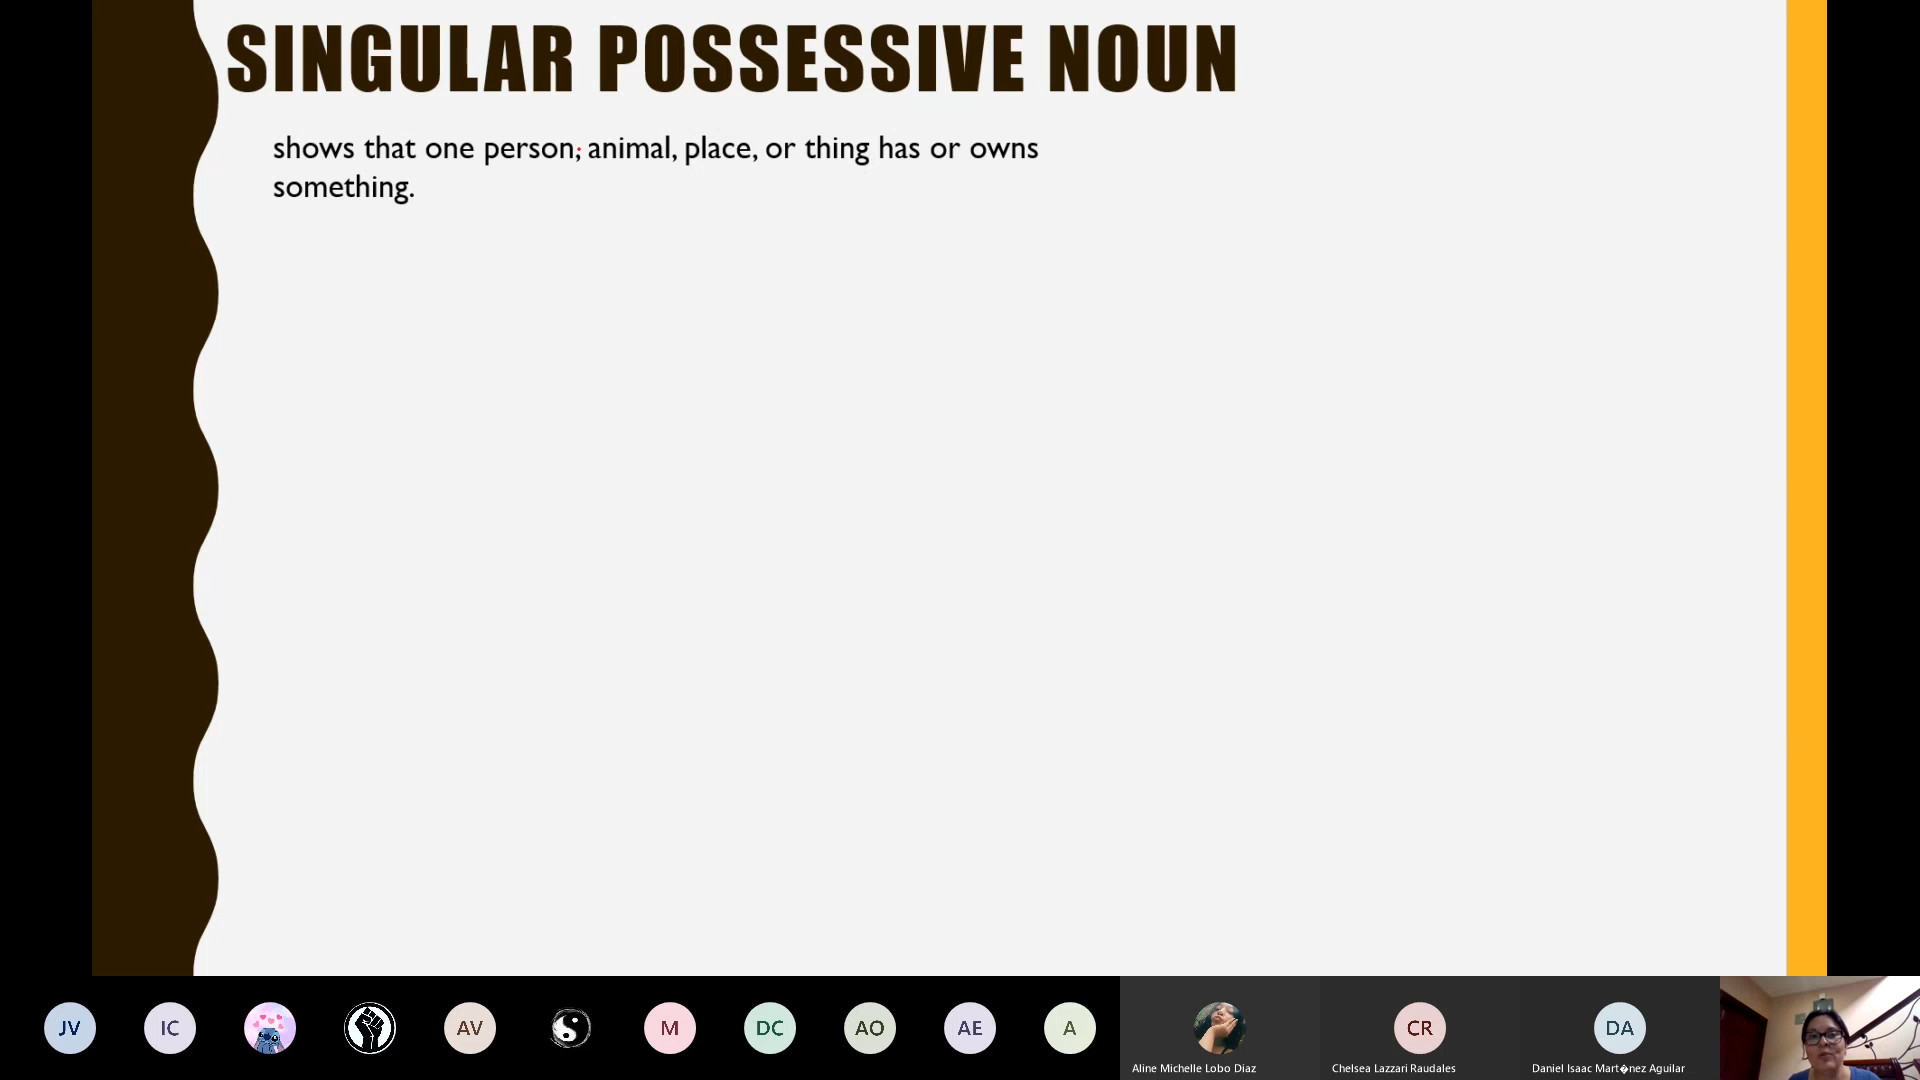 SINGULAR POSSESSIVE NOUN
shows that one person, animal, place, or thing has or owns
something.
JV
IC
AV
M
DC
AO
AE
A
CR
DA
Aline Michelle Lobo Diaz
Chelsea Lazzari Raudales
Daniel Isaac Mart�nez Aguilar